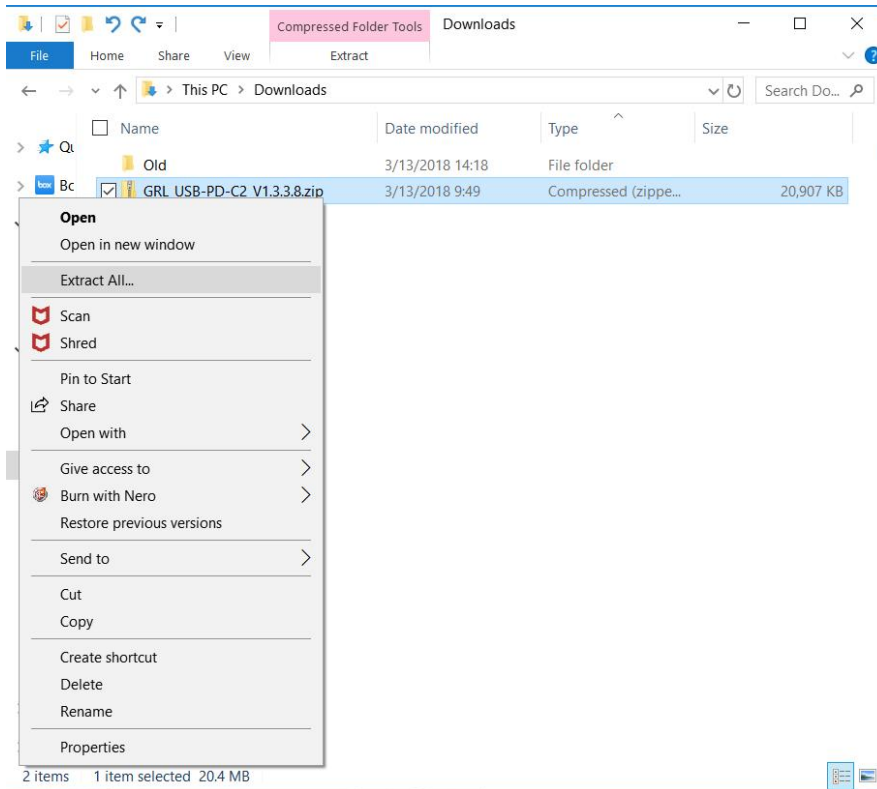 Compressed Folder Tools Downloads
File Home Share View Extract
This PC > Downloads Search Do...
Name Date modified Type Size
Qu
Old 3/13/2018 14:18 File folder
Bc
GRL_USB-PD-C2_V1.3.3.8.zip 3/13/2018 9:49 Compressed (zippe... 20,907 KB
Open
Open in new window
Extract All...
Scan
Shred
Pin to Start
Share
Open with
Give access to
Burn with Nero
Restore previous versions
Send to
Cut
Copy
Create shortcut
Delete
Rename
Properties
2 items 1 item selected 20.4 MB